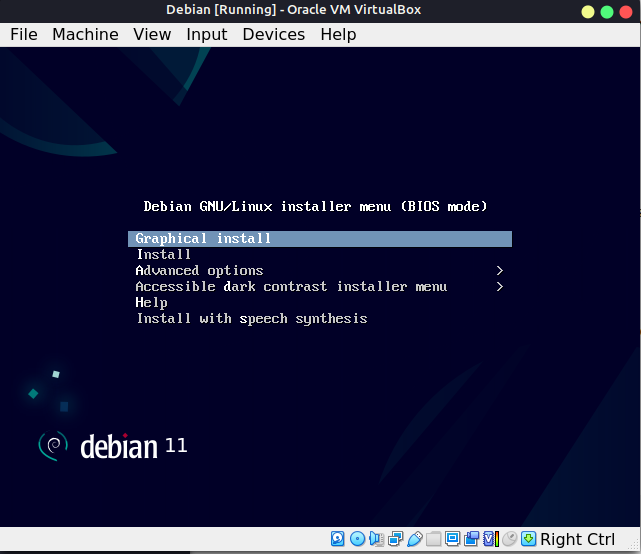 Debian [Running] - Oracle VM VirtualBox
File Machine View Input Devices Help
Debian GNU/Linux installer menu (BIOS mode)
Graphical install
Install
Advanced options >
Accessible dark contrast installer menu >
Help
Install with speech synthesis
debian 11
Right Ctrl